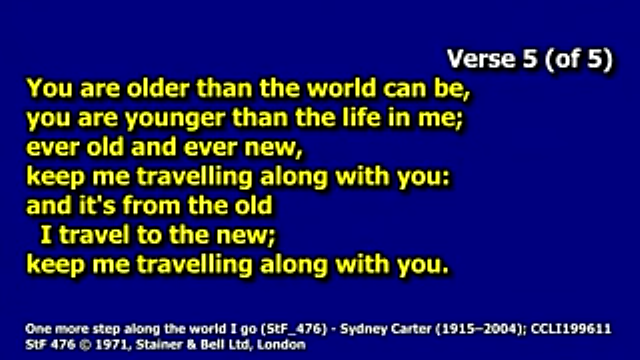 Verse 5 (of 5)
You are older than the world can be,
you are younger than the life in me;
ever old and ever new,
keep me travelling along with you:
and it's from the old
I travel to the new;
keep me travelling along with you.
One more step along the world I go (StF_476) - Sydney Carter (1915–2004); CCLI199611
StF 476 © 1971, Stainer & Bell Ltd, London